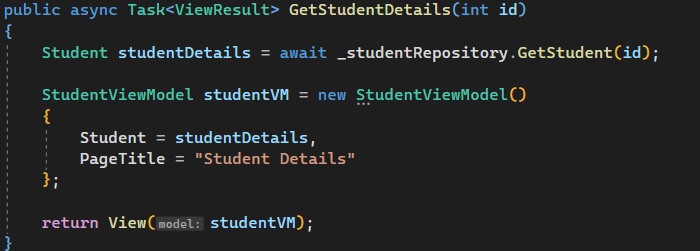 public async Task<ViewResult> GetStudentDetails(int id)
{
Student studentDetails = await _studentRepository.GetStudent(id);
StudentViewModel studentVM = new StudentViewModel()
{
Student = studentDetails,
PageTitle = "Student Details"
};
return View(model: studentVM);
}